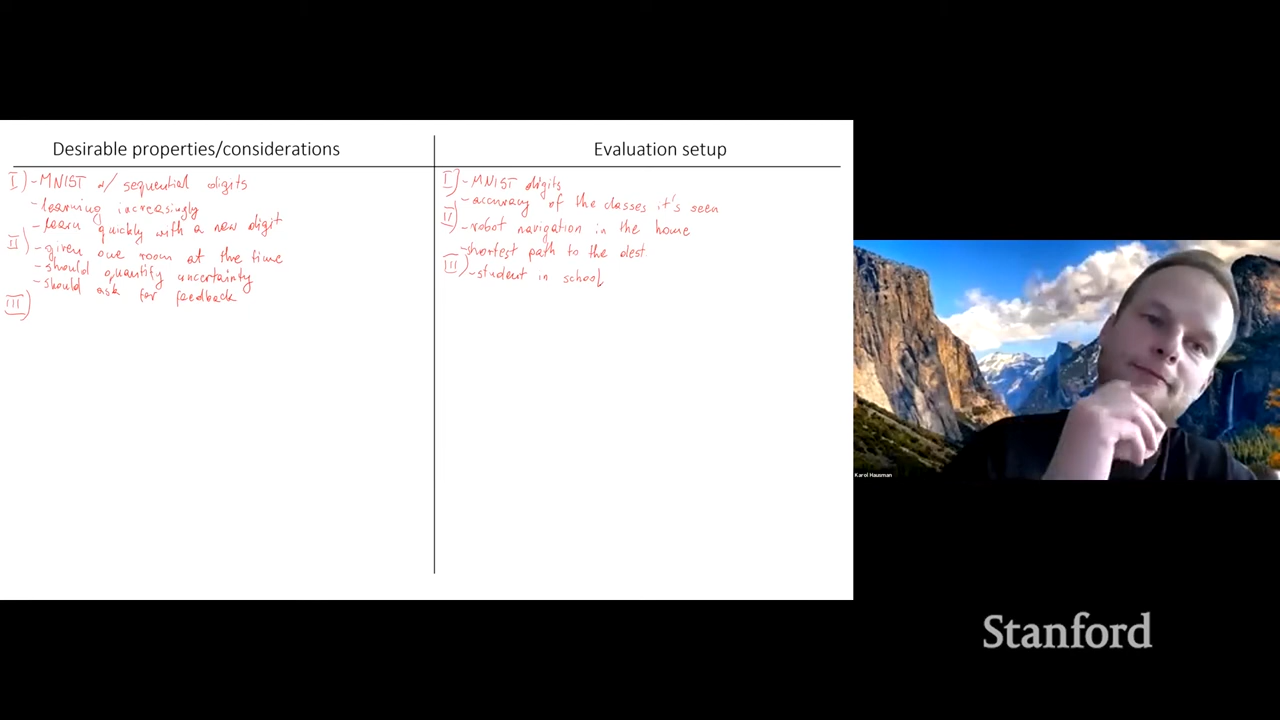 Desirable properties/considerations
I) - MNIST w/ sequential digits
- learning increasingly
- learn quickly with a new digit
II) - given one room at the time
- should quantify uncertainty
- should ask for feedback
III)
Evaluation setup
I) - MNIST digits
- accuracy of the classes it's seen
II) - robot navigation in the home
- shortest path to the dest.
III) - student in school
Karol Hausman
Stanford